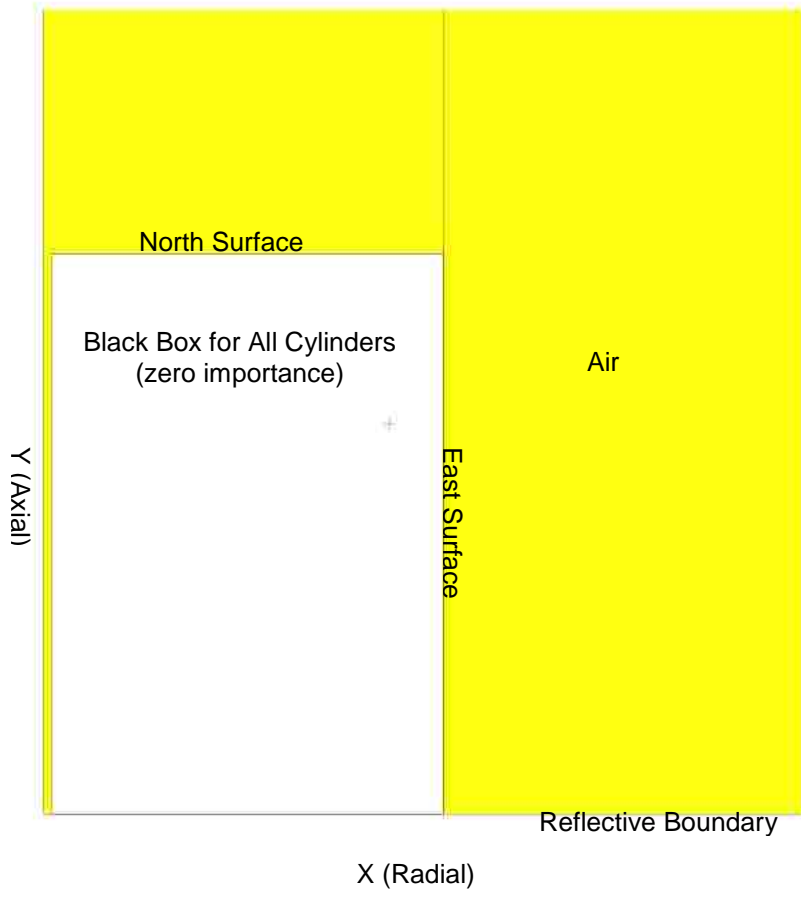 North Surface
Black Box for All Cylinders
(zero importance)
Air
Y (Axial)
East Surface
Reflective Boundary
X (Radial)